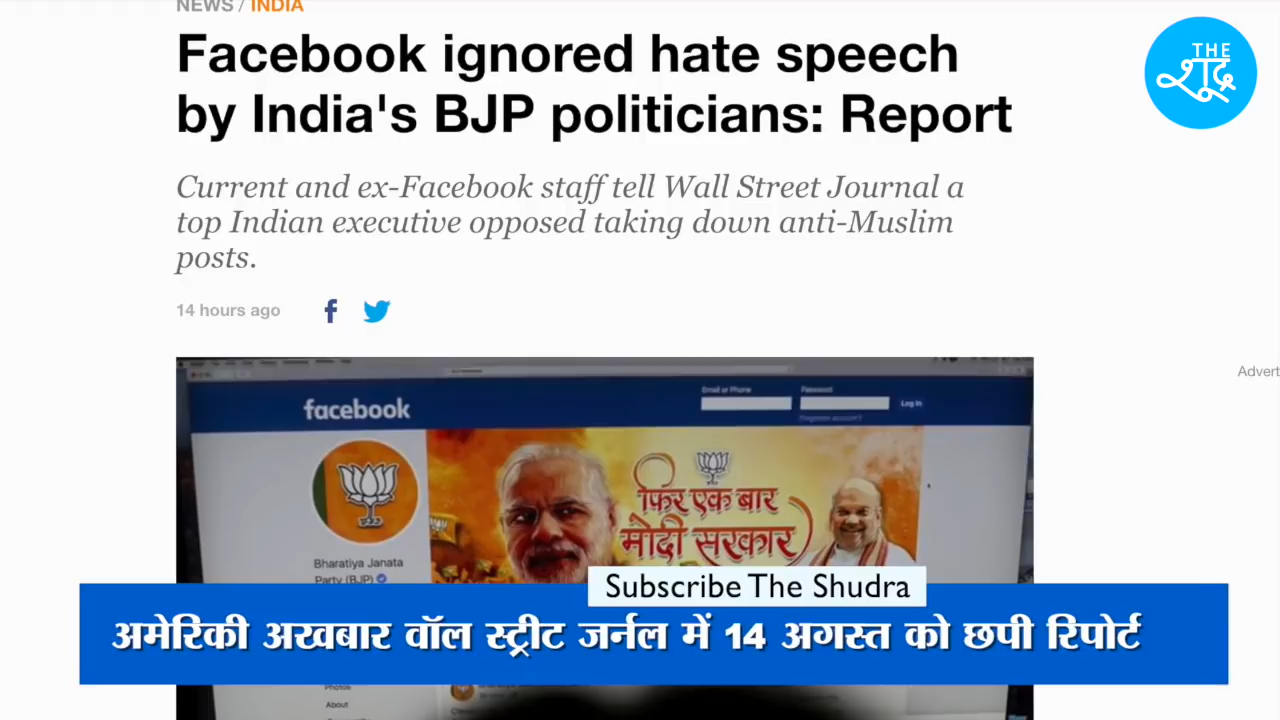 NEWS / INDIA
THE
शूद्र
Facebook ignored hate speech
by India's BJP politicians: Report
Current and ex-Facebook staff tell Wall Street Journal a
top Indian executive opposed taking down anti-Muslim
posts.
14 hours ago
Advert
facebook
Email or Phone
Password
Log In
फिर एक बार
मोदी सरकार
Bharatiya Janata
Party (BJP)
Subscribe The Shudra
अमेरिकी अखबार वॉल स्ट्रीट जर्नल में 14 अगस्त को छपी रिपोर्ट
Photos
About